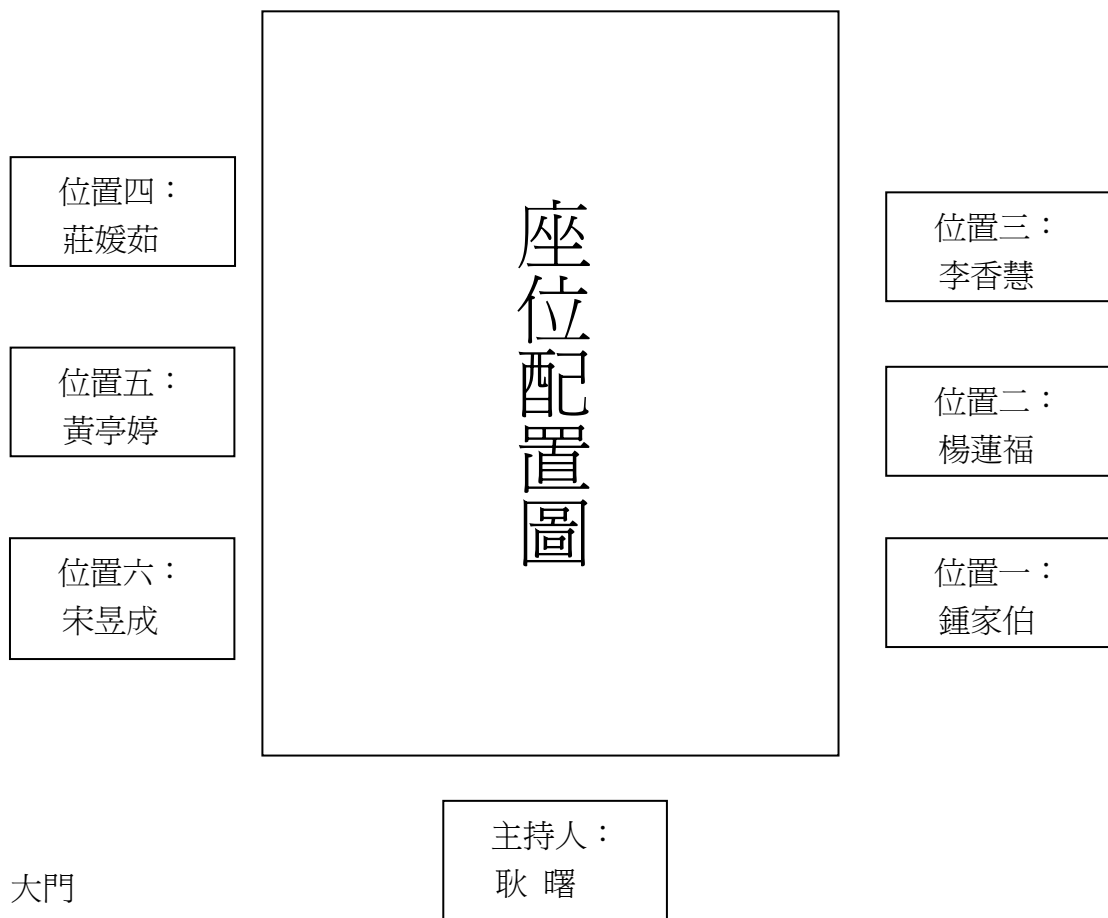 座位配置圖
位置四：
莊媛茹
位置三：
李香慧
位置五：
黃亭婷
位置二：
楊蓮福
位置六：
宋昱成
位置一：
鍾家伯
主持人：
耿 曙
大門